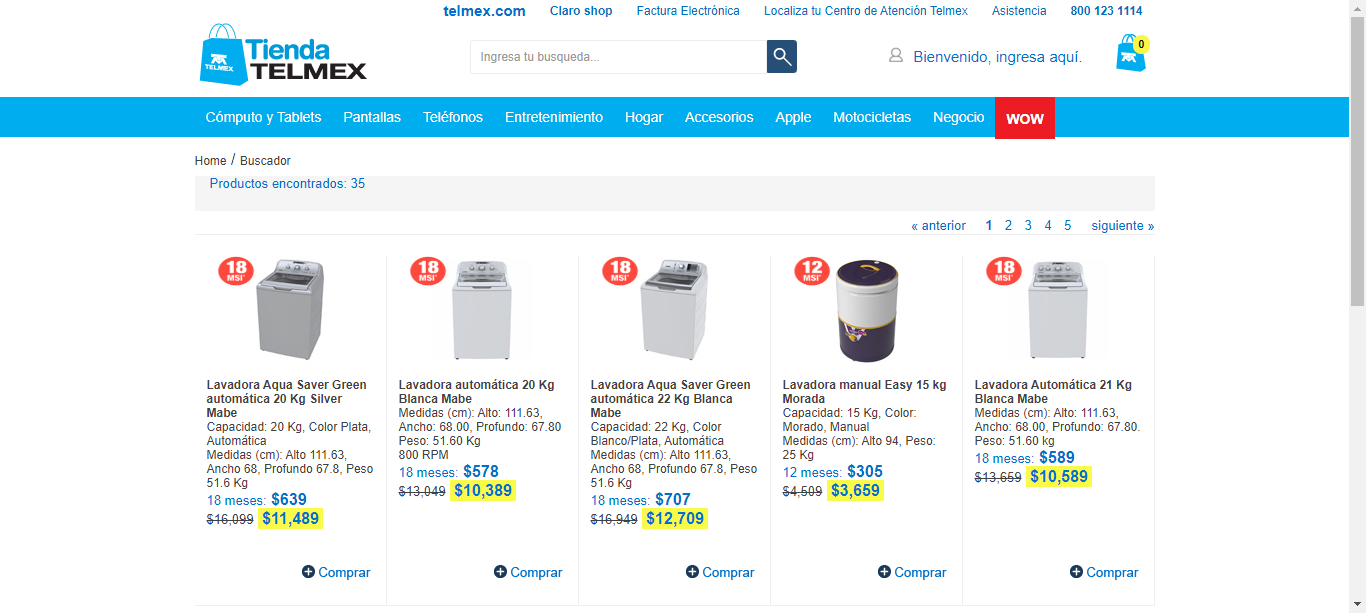 telmex.com Claro shop Factura Electrónica Localiza tu Centro de Atención Telmex Asistencia 800 123 1114
Tienda
TELMEX
TELMEX
Ingresa tu busqueda...
Bienvenido, ingresa aquí.
0
Cómputo y Tablets Pantallas Teléfonos Entretenimiento Hogar Accesorios Apple Motocicletas Negocio WOW
Home / Buscador
Productos encontrados: 35
« anterior 1 2 3 4 5 siguiente »
18
MSI*
Lavadora Aqua Saver Green
automática 20 Kg Silver
Mabe
Capacidad: 20 Kg, Color Plata,
Automática
Medidas (cm): Alto 111.63,
Ancho 68, Profundo 67.8, Peso
51.6 Kg
18 meses: $639
$16,099 $11,489
Comprar
18
MSI*
Lavadora automática 20 Kg
Blanca Mabe
Medidas (cm): Alto: 111.63,
Ancho: 68.00, Profundo: 67.80
Peso: 51.60 Kg
800 RPM
18 meses: $578
$13,049 $10,389
Comprar
18
MSI*
Lavadora Aqua Saver Green
automática 22 Kg Blanca
Mabe
Capacidad: 22 Kg, Color
Blanco/Plata, Automática
Medidas (cm): Alto 111.63,
Ancho 68, Profundo 67.8, Peso
51.6 Kg
18 meses: $707
$16,949 $12,709
Comprar
12
MSI*
Lavadora manual Easy 15 kg
Morada
Capacidad: 15 Kg, Color:
Morado, Manual
Medidas (cm): Alto 94, Peso:
25 Kg
12 meses: $305
$4,509 $3,659
Comprar
18
MSI*
Lavadora Automática 21 Kg
Blanca Mabe
Medidas (cm): Alto: 111.63,
Ancho: 68.00, Profundo: 67.80.
Peso: 51.60 kg
18 meses: $589
$13,659 $10,589
Comprar